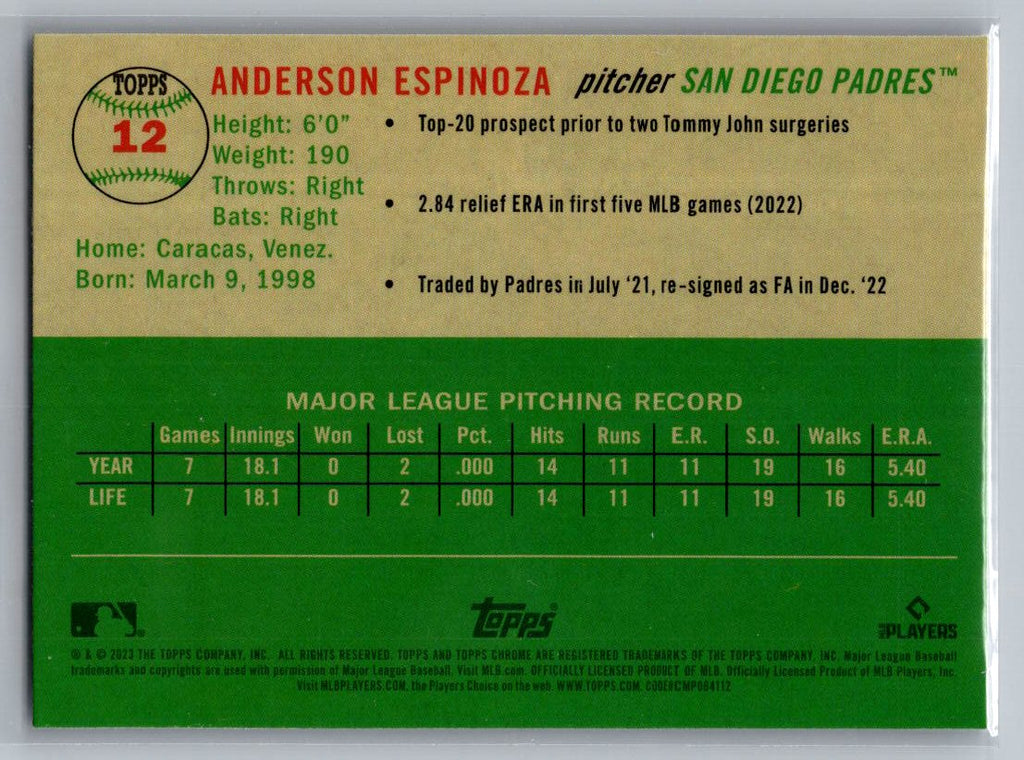 TOPPS
12
ANDERSON ESPINOZA pitcher SAN DIEGO PADRES™
Height: 6'0"
Weight: 190
Throws: Right
Bats: Right
Home: Caracas, Venez.
Born: March 9, 1998
• Top-20 prospect prior to two Tommy John surgeries
• 2.84 relief ERA in first five MLB games (2022)
• Traded by Padres in July '21, re-signed as FA in Dec. '22
MAJOR LEAGUE PITCHING RECORD
Games Innings Won Lost Pct. Hits Runs E.R. S.O. Walks E.R.A.
YEAR 7 18.1 0 2 .000 14 11 11 19 16 5.40
LIFE 7 18.1 0 2 .000 14 11 11 19 16 5.40
Topps®
MLB PLAYERS
® & © 2023 THE TOPPS COMPANY, INC. ALL RIGHTS RESERVED. TOPPS AND TOPPS CHROME ARE REGISTERED TRADEMARKS OF THE TOPPS COMPANY, INC. Major League Baseball
trademarks and copyrights are used with permission of Major League Baseball. Visit MLB.com. OFFICIALLY LICENSED PRODUCT OF MLB. Officially Licensed Product of MLB Players, Inc.
Visit MLBPLAYERS.COM, the Players Choice on the web. WWW.TOPPS.COM. CODE#CMP084112